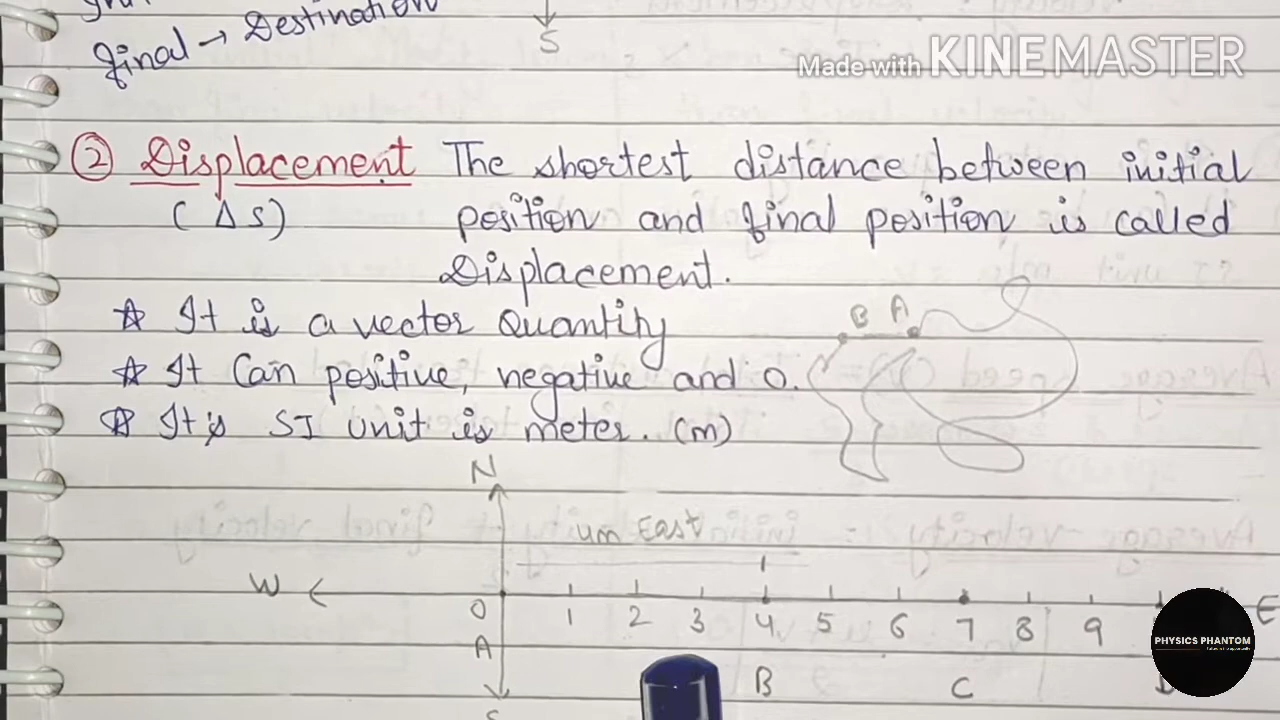 final → Destination
S
Made with KINEMASTER
② Displacement The shortest distance between initial
(Δs) position and final position is called
Displacement.
☆ It is a vector Quantity
B A
☆ It Can positive, negative and 0.
☆ It's SI Unit is meter. (m)
N
4m East
W
0 1 2 3 4 5 6 7 8 9 E
A
B C
PHYSICS PHANTOM